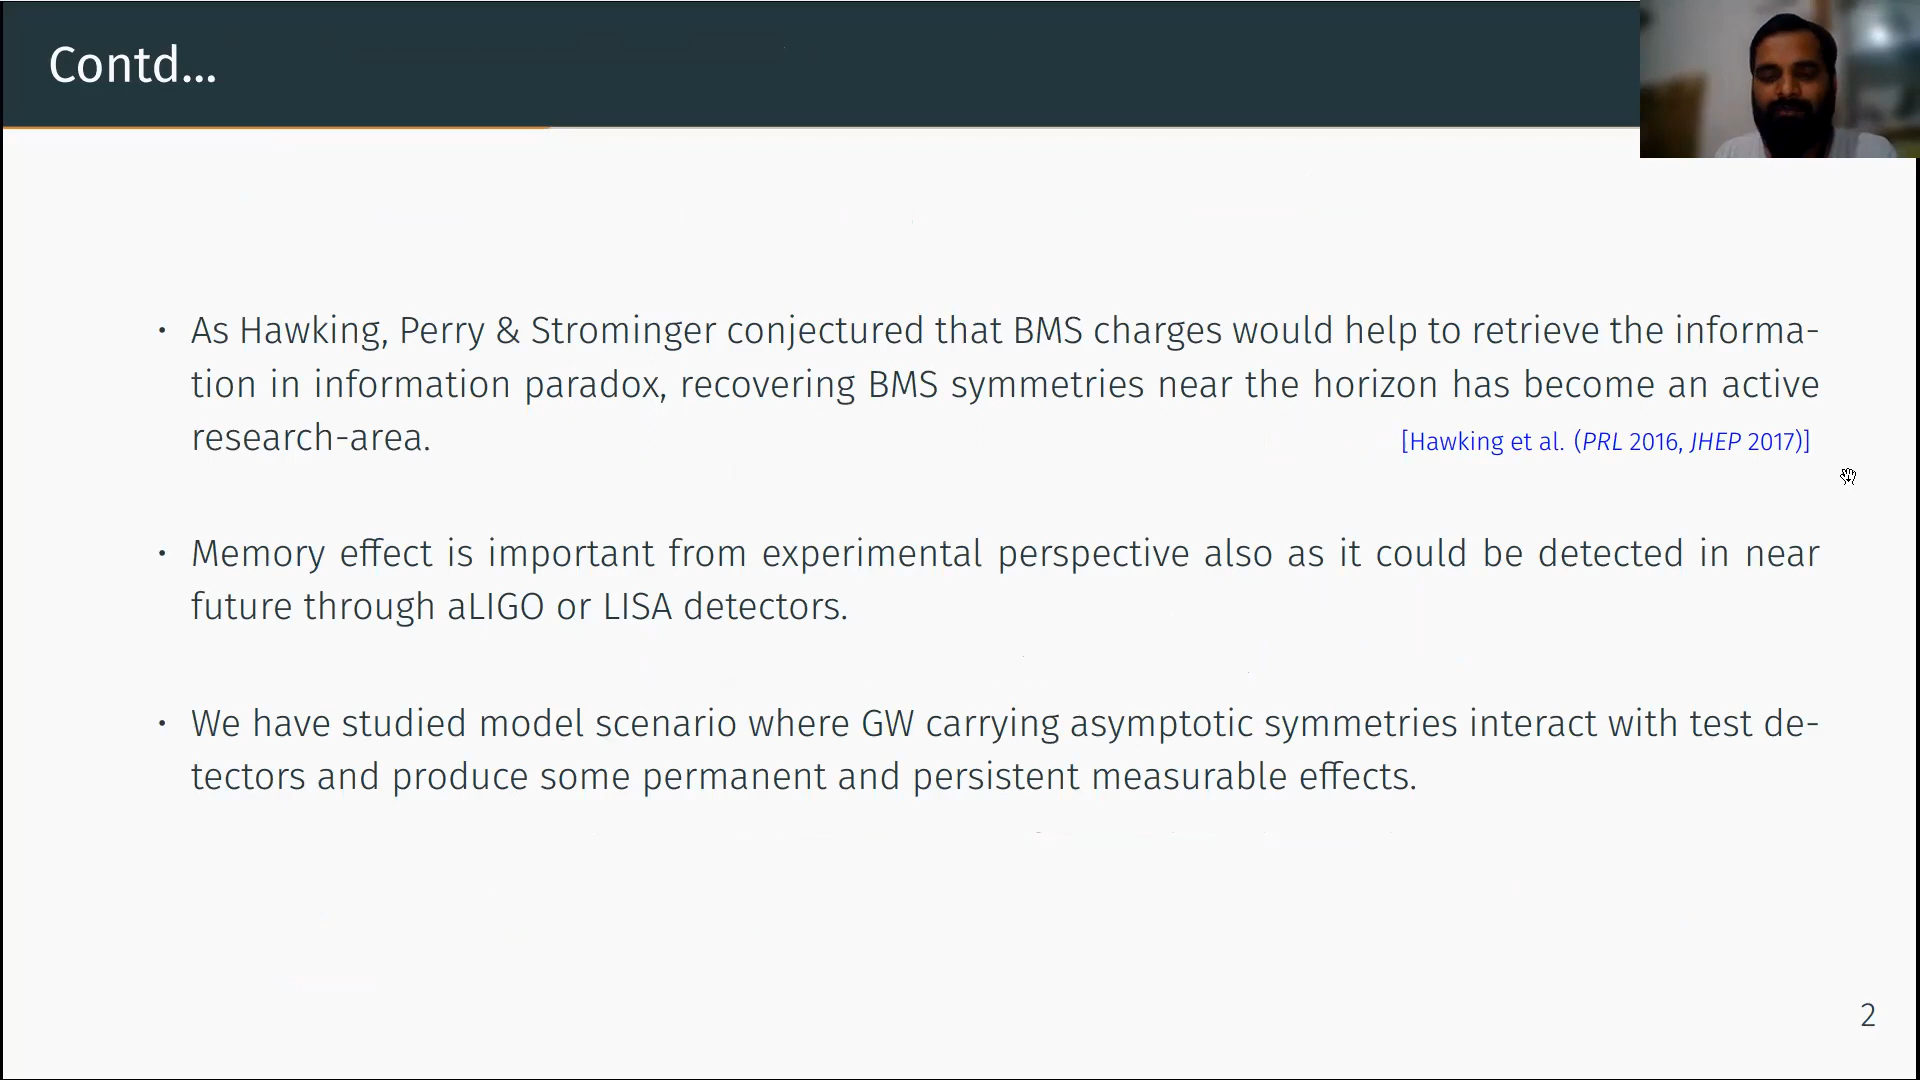 Contd...
• As Hawking, Perry & Strominger conjectured that BMS charges would help to retrieve the informa-
tion in information paradox, recovering BMS symmetries near the horizon has become an active
research-area. [Hawking et al. (PRL 2016, JHEP 2017)]
• Memory effect is important from experimental perspective also as it could be detected in near
future through aLIGO or LISA detectors.
• We have studied model scenario where GW carrying asymptotic symmetries interact with test de-
tectors and produce some permanent and persistent measurable effects.
2